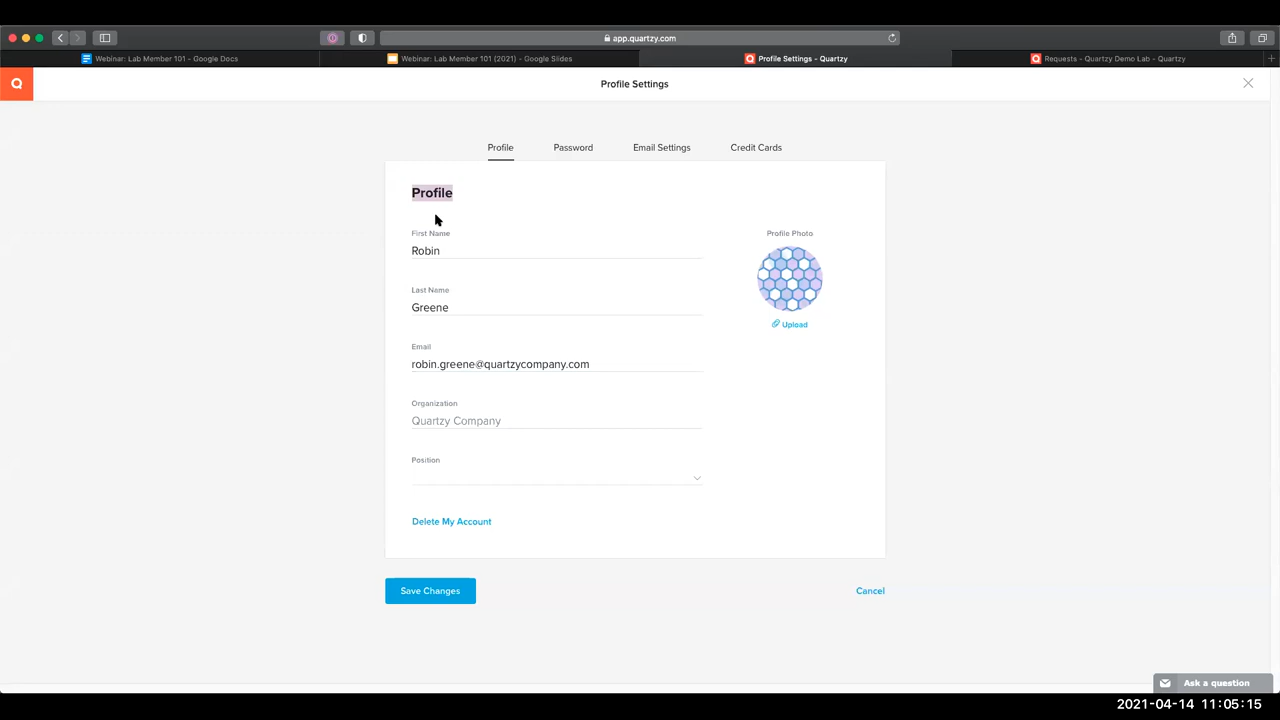 app.quartzy.com
Webinar: Lab Member 101 - Google Docs
Webinar: Lab Member 101 (2021) - Google Slides
Profile Settings - Quartzy
Requests - Quartzy Demo Lab - Quartzy
Profile Settings
Profile
Password
Email Settings
Credit Cards
Profile
First Name
Robin
Profile Photo
Upload
Last Name
Greene
Email
robin.greene@quartzycompany.com
Organization
Quartzy Company
Position
Delete My Account
Save Changes
Cancel
Ask a question
2021-04-14 11:05:15